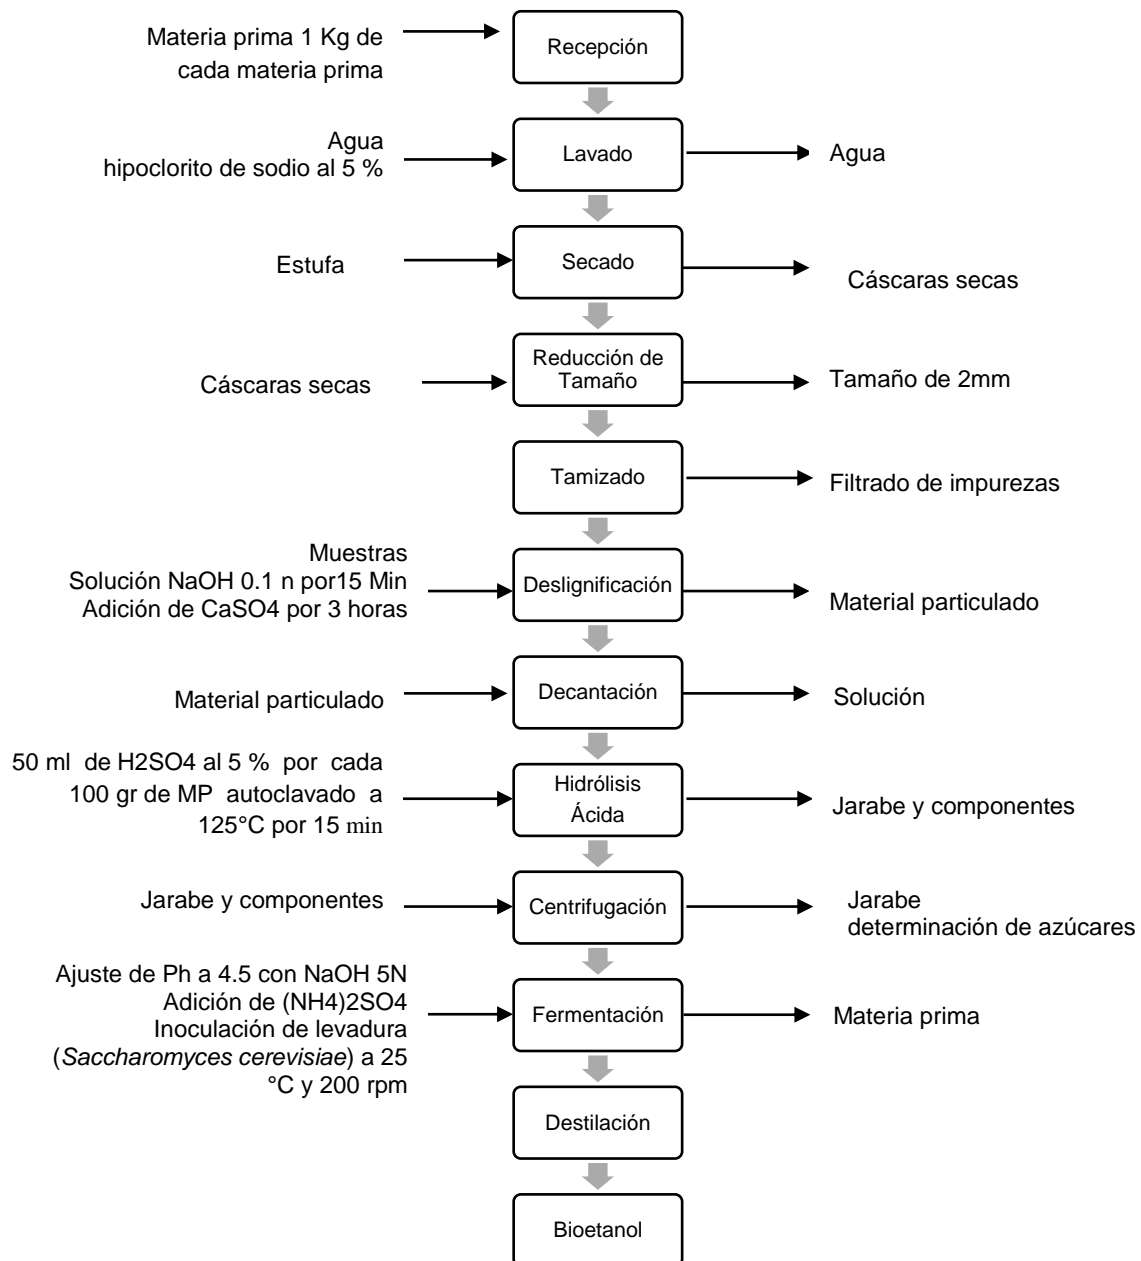 Materia prima 1 Kg de
cada materia prima
Recepción
Agua
hipoclorito de sodio al 5 %
Lavado
Agua
Estufa
Secado
Cáscaras secas
Cáscaras secas
Reducción de
Tamaño
Tamaño de 2mm
Tamizado
Filtrado de impurezas
Muestras
Solución NaOH 0.1 n por15 Min
Adición de CaSO4 por 3 horas
Deslignificación
Material particulado
Material particulado
Decantación
Solución
50 ml de H2SO4 al 5 % por cada
100 gr de MP autoclavado a
125°C por 15 min
Hidrólisis
Ácida
Jarabe y componentes
Jarabe y componentes
Centrifugación
Jarabe
determinación de azúcares
Ajuste de Ph a 4.5 con NaOH 5N
Adición de (NH4)2SO4
Inoculación de levadura
(Saccharomyces cerevisiae) a 25
°C y 200 rpm
Fermentación
Materia prima
Destilación
Bioetanol